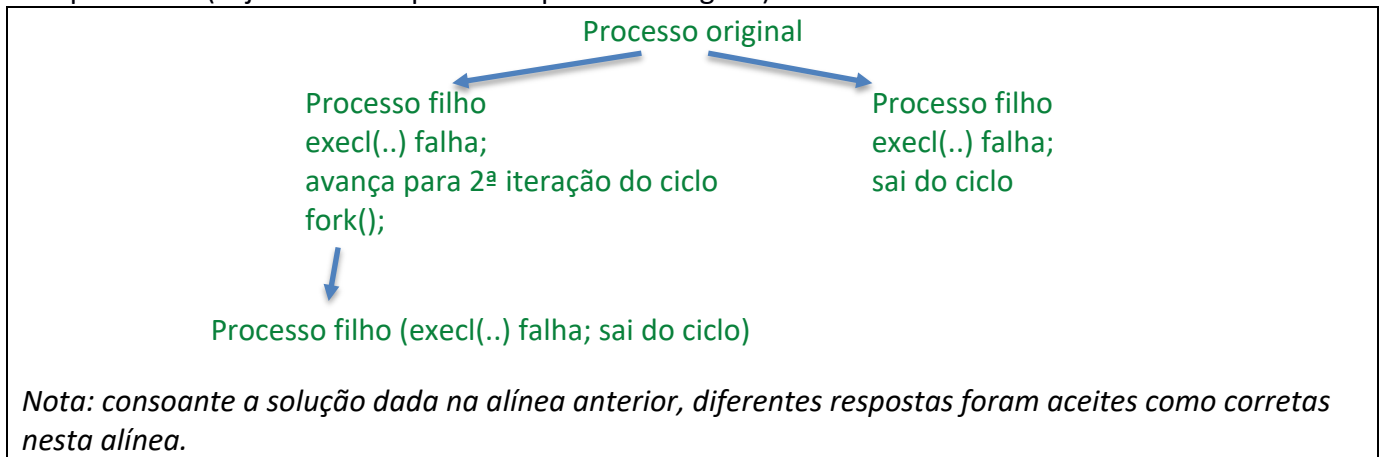 Processo original
Processo filho
execl(..) falha;
avança para 2ª iteração do ciclo
fork();
Processo filho
execl(..) falha;
sai do ciclo
Processo filho (execl(..) falha; sai do ciclo)
Nota: consoante a solução dada na alínea anterior, diferentes respostas foram aceites como corretas
nesta alínea.